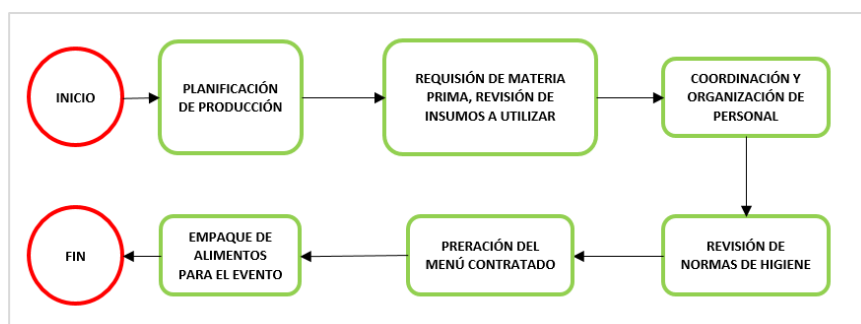 INICIO
PLANIFICACIÓN
DE PRODUCCIÓN
REQUISIÓN DE MATERIA
PRIMA, REVISIÓN DE
INSUMOS A UTILIZAR
COORDINACIÓN Y
ORGANIZACIÓN DE
PERSONAL
REVISIÓN DE
NORMAS DE HIGIENE
PRERACIÓN DEL
MENÚ CONTRATADO
EMPAQUE DE
ALIMENTOS
PARA EL EVENTO
FIN